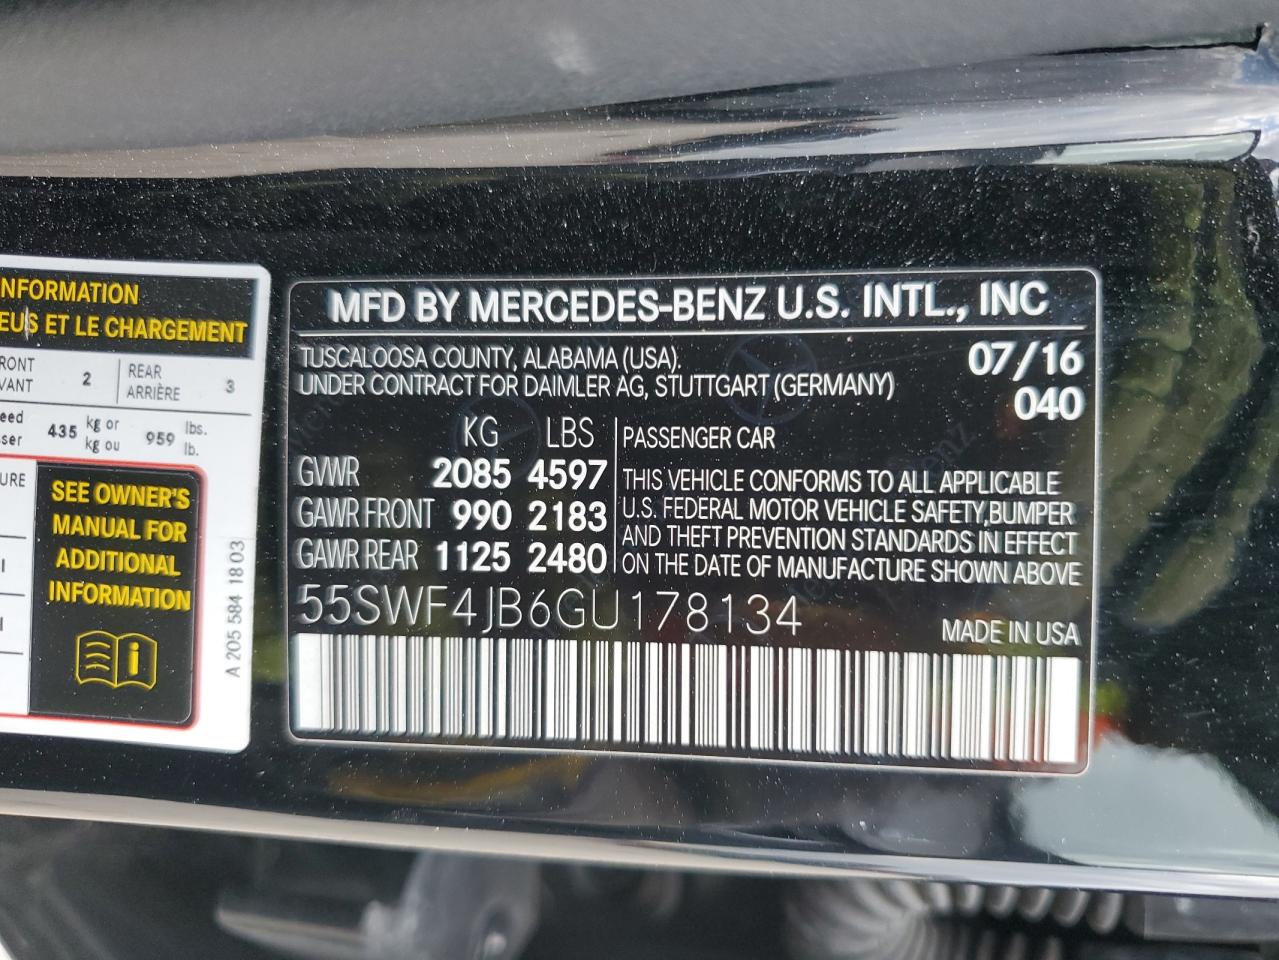 NFORMATION
EUS ET LE CHARGEMENT
RONT
VANT
2
REAR
ARRIÈRE
3
eed
sser
435
kg or
kg ou
959
lbs.
lb.
URE
SEE OWNER'S
MANUAL FOR
ADDITIONAL
INFORMATION
A 205 584 18 03
MFD BY MERCEDES-BENZ U.S. INTL., INC
TUSCALOOSA COUNTY, ALABAMA (USA). 07/16
UNDER CONTRACT FOR DAIMLER AG, STUTTGART (GERMANY) 040
KG LBS
GVWR 2085 4597
GAWR FRONT 990 2183
GAWR REAR 1125 2480
PASSENGER CAR
THIS VEHICLE CONFORMS TO ALL APPLICABLE
U.S. FEDERAL MOTOR VEHICLE SAFETY,BUMPER
AND THEFT PREVENTION STANDARDS IN EFFECT
ON THE DATE OF MANUFACTURE SHOWN ABOVE
55SWF4JB6GU178134
MADE IN USA